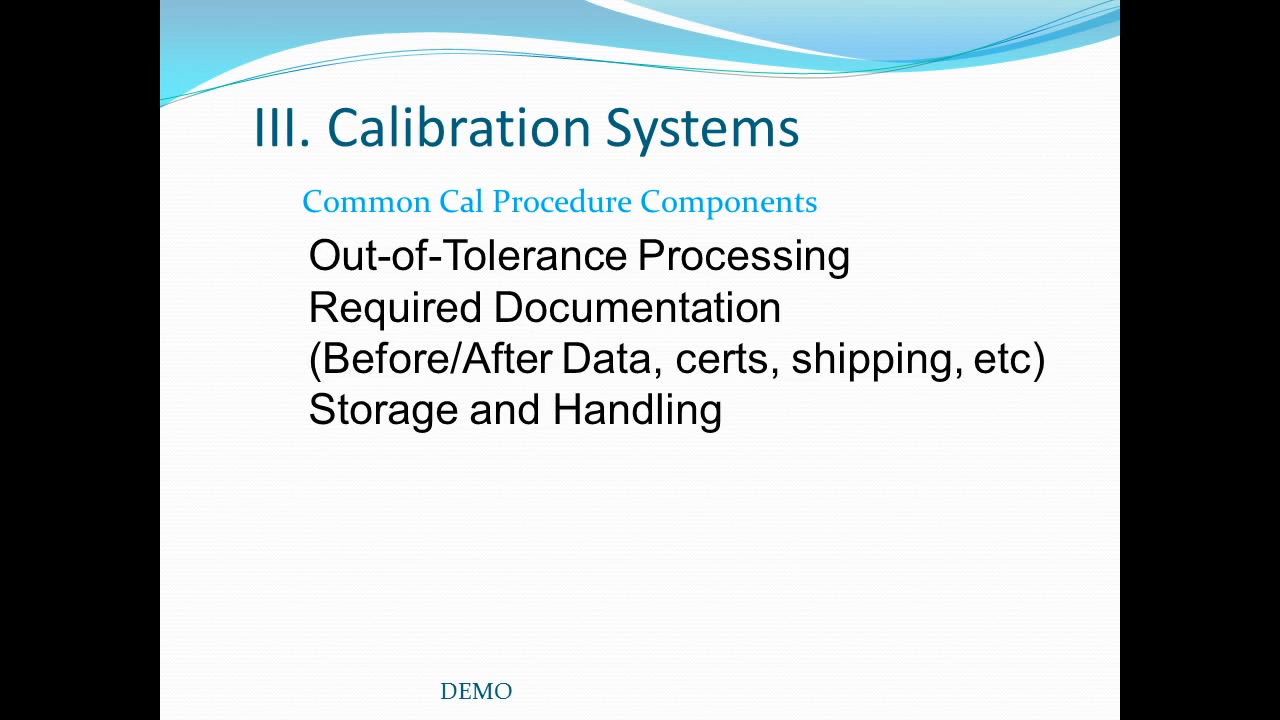 III. Calibration Systems
Common Cal Procedure Components
Out-of-Tolerance Processing
Required Documentation
(Before/After Data, certs, shipping, etc)
Storage and Handling
DEMO